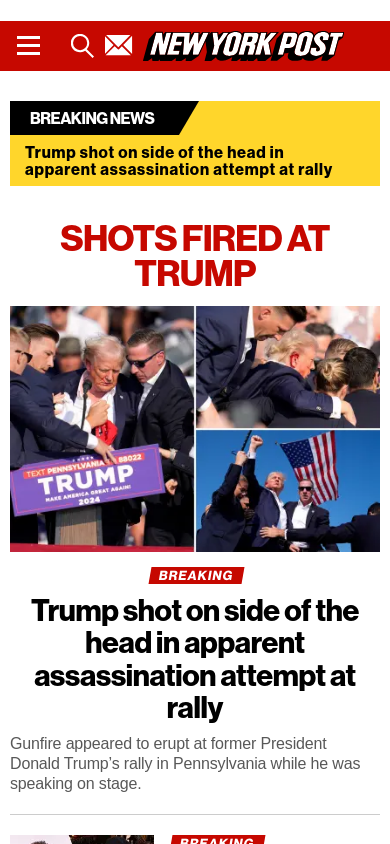 NEW YORK POST
BREAKING NEWS
Trump shot on side of the head in
apparent assassination attempt at rally
SHOTS FIRED AT
TRUMP
TEXT PENNSYLVANIA TO 88022
TRUMP
MAKE AMERICA GREAT AGAIN!
2024
BREAKING
Trump shot on side of the
head in apparent
assassination attempt at
rally
Gunfire appeared to erupt at former President
Donald Trump’s rally in Pennsylvania while he was
speaking on stage.
BREAKING